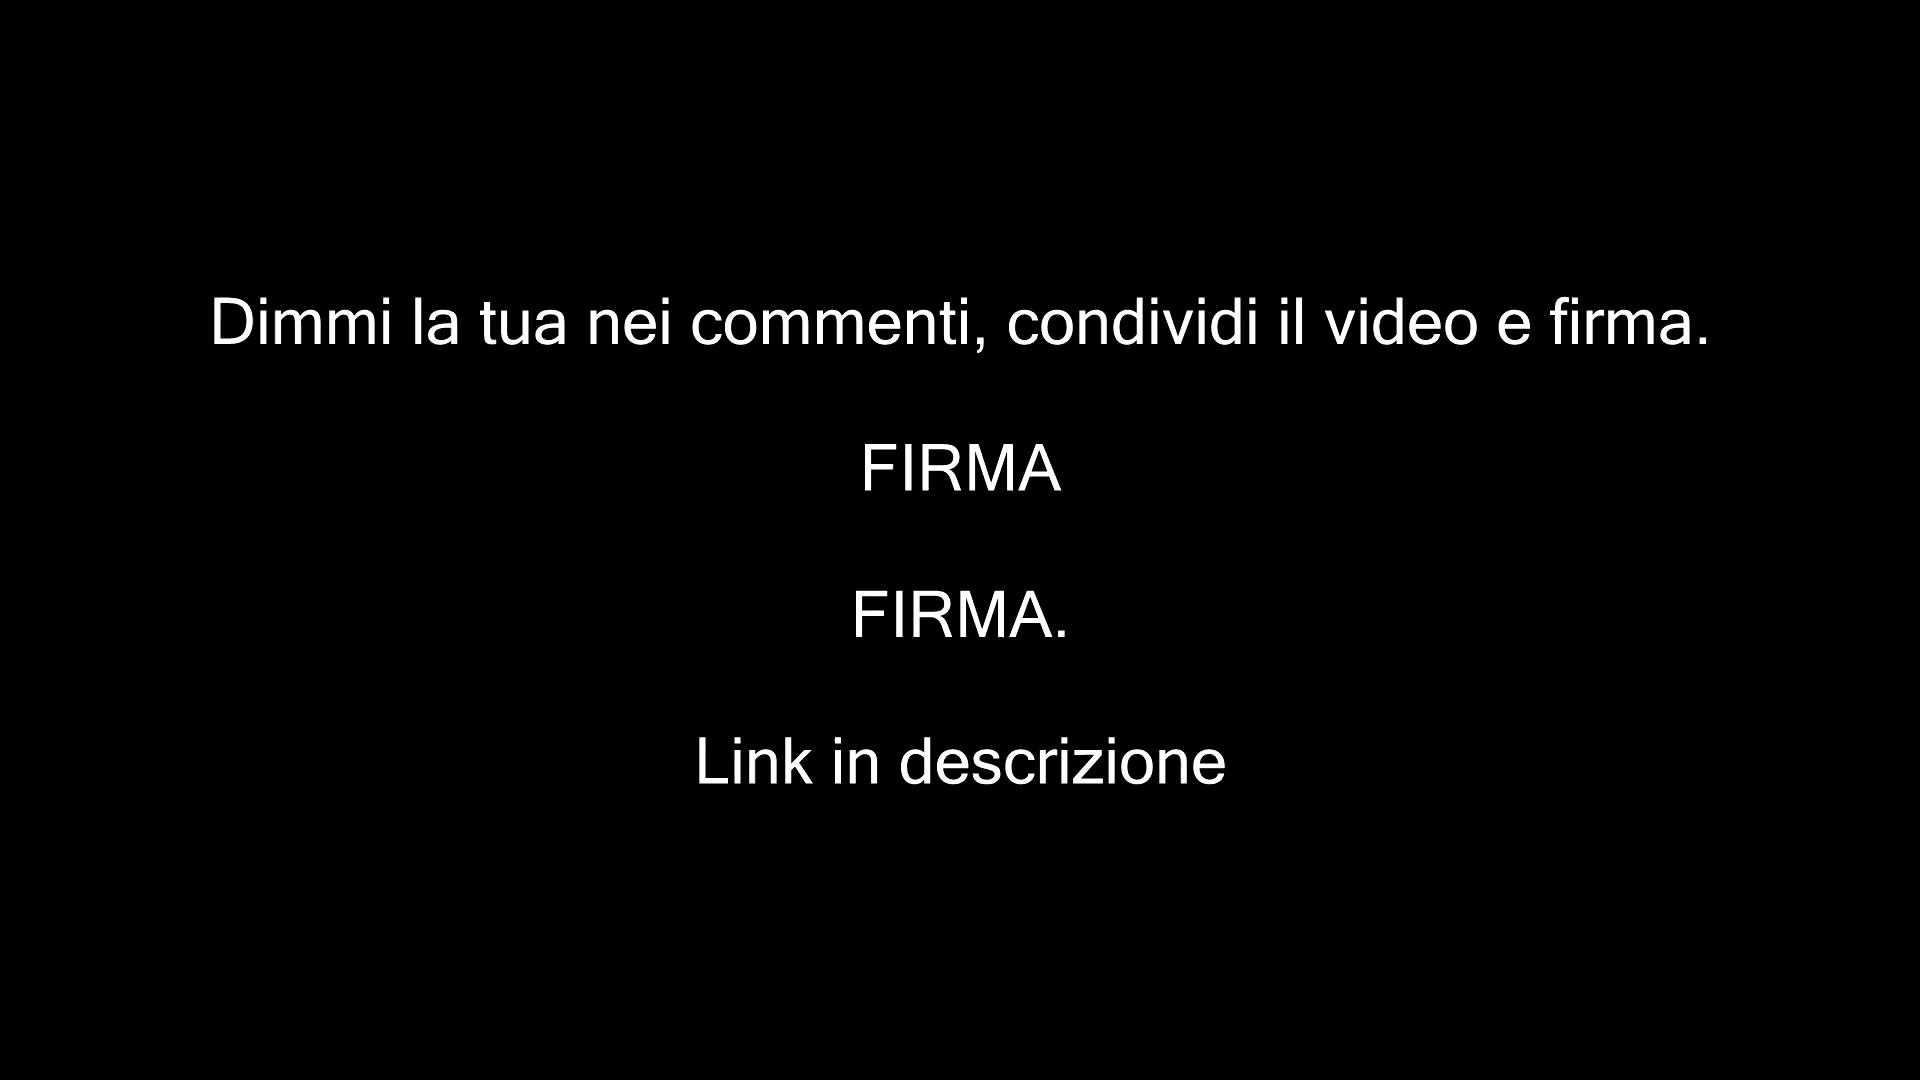 Dimmi la tua nei commenti, condividi il video e firma.
FIRMA
FIRMA.
Link in descrizione